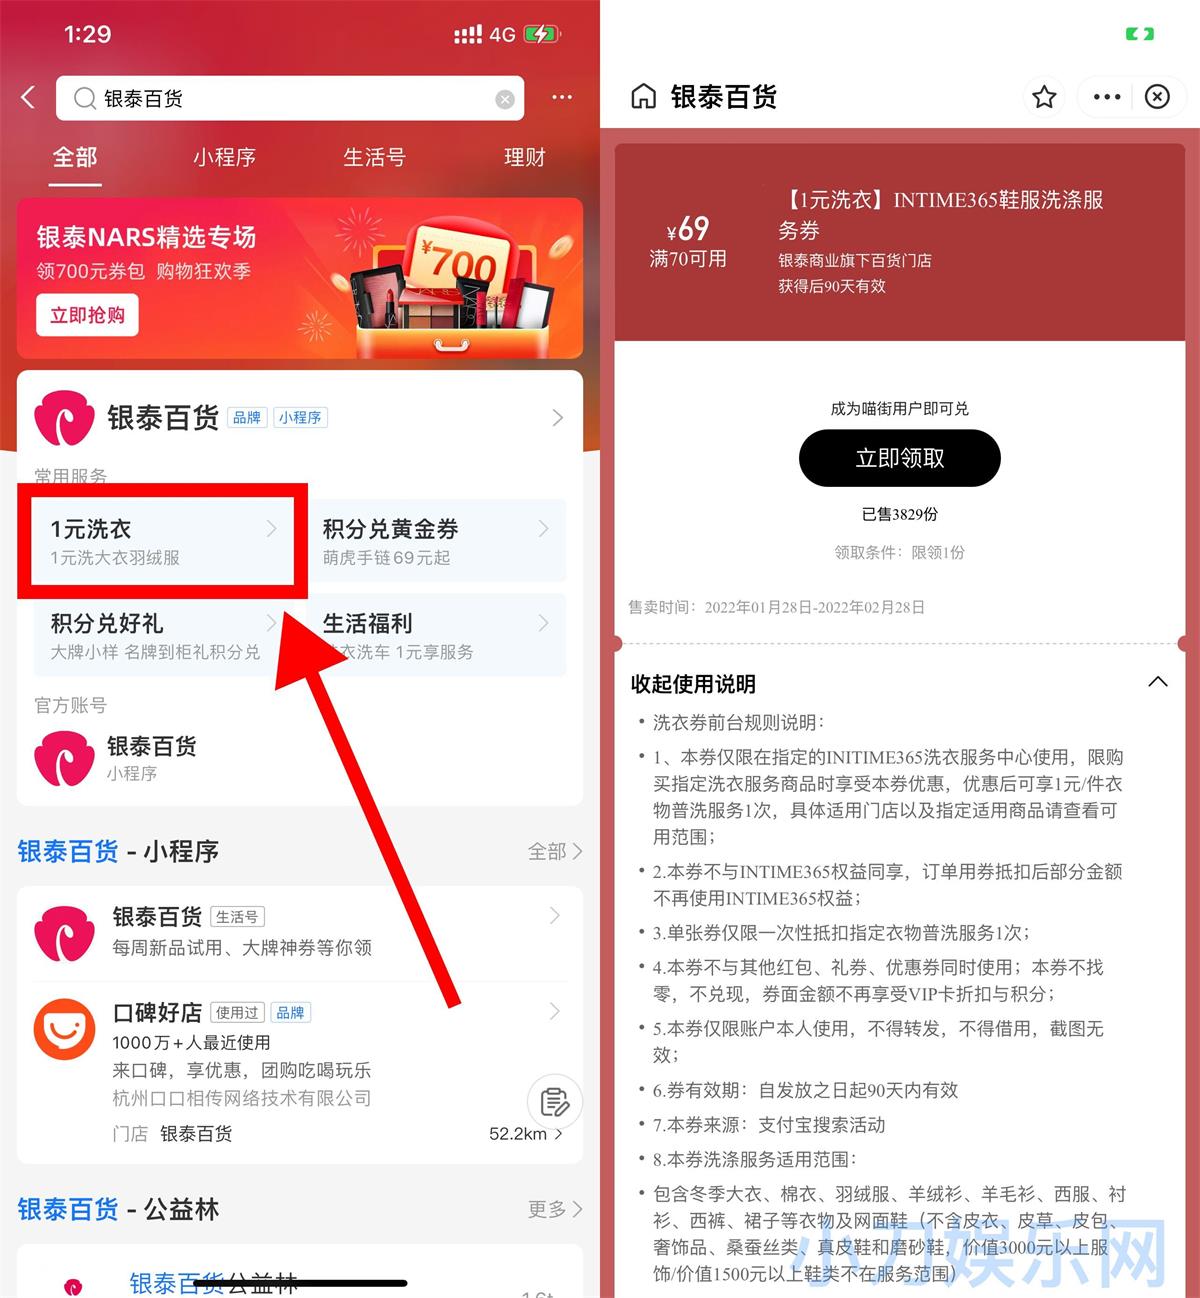 1:29
4G
银泰百货
全部
小程序
生活号
理财
银泰NARS精选专场
领700元券包 购物狂欢季
立即抢购
¥700
银泰百货
品牌
小程序
常用服务
1元洗衣
1元洗大衣羽绒服
积分兑黄金券
萌虎手链69元起
积分兑好礼
大牌小样 名牌到柜礼积分兑
生活福利
衣洗车 1元享服务
官方账号
银泰百货
小程序
银泰百货 - 小程序
全部
银泰百货
生活号
每周新品试用、大牌神券等你领
口碑好店
使用过
品牌
1000万+人最近使用
来口碑，享优惠，团购吃喝玩乐
杭州口口相传网络技术有限公司
门店 银泰百货
52.2km
银泰百货 - 公益林
更多
银泰百货公益林
银泰百货
¥69
满70可用
【1元洗衣】INTIME365鞋服洗涤服
务券
银泰商业旗下百货门店
获得后90天有效
成为喵街用户即可兑
立即领取
已售3829份
领取条件：限领1份
售卖时间：2022年01月28日-2022年02月28日
收起使用说明
• 洗衣券前台规则说明：
• 1、本券仅限在指定的INITIME365洗衣服务中心使用，限购
买指定洗衣服务商品时享受本券优惠，优惠后可享1元/件衣
物普洗服务1次，具体适用门店以及指定适用商品请查看可
用范围；
• 2.本券不与INTIME365权益同享，订单用券抵扣后部分金额
不再使用INTIME365权益；
• 3.单张券仅限一次性抵扣指定衣物普洗服务1次；
• 4.本券不与其他红包、礼券、优惠券同时使用；本券不找
零，不兑现，券面金额不再享受VIP卡折扣与积分；
• 5.本券仅限账户本人使用，不得转发，不得借用，截图无
效；
• 6.券有效期：自发放之日起90天内有效
• 7.本券来源：支付宝搜索活动
• 8.本券洗涤服务适用范围：
• 包含冬季大衣、棉衣、羽绒服、羊绒衫、羊毛衫、西服、衬
衫、西裤、裙子等衣物及网面鞋（不含皮衣、皮草、皮包、
奢饰品、桑蚕丝类、真皮鞋和磨砂鞋，价值3000元以上服
饰/价值1500元以上鞋类不在服务范围）
小刀娱乐网